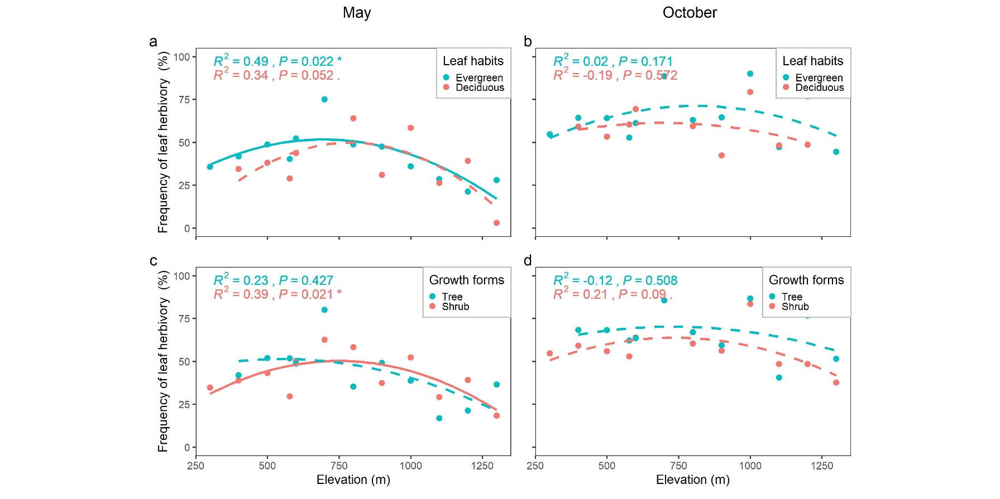 May
October
a
R² = 0.49 , P = 0.022 *
R² = 0.34 , P = 0.052 .
Leaf habits
Evergreen
Deciduous
Frequency of leaf herbivory (%)
100
75
50
25
0
b
R² = 0.02 , P = 0.171
R² = -0.19 , P = 0.572
Leaf habits
Evergreen
Deciduous
c
R² = 0.23 , P = 0.427
R² = 0.39 , P = 0.021 *
Growth forms
Tree
Shrub
Frequency of leaf herbivory (%)
100
75
50
25
0
250 500 750 1000 1250
Elevation (m)
d
R² = -0.12 , P = 0.508
R² = 0.21 , P = 0.09 .
Growth forms
Tree
Shrub
250 500 750 1000 1250
Elevation (m)